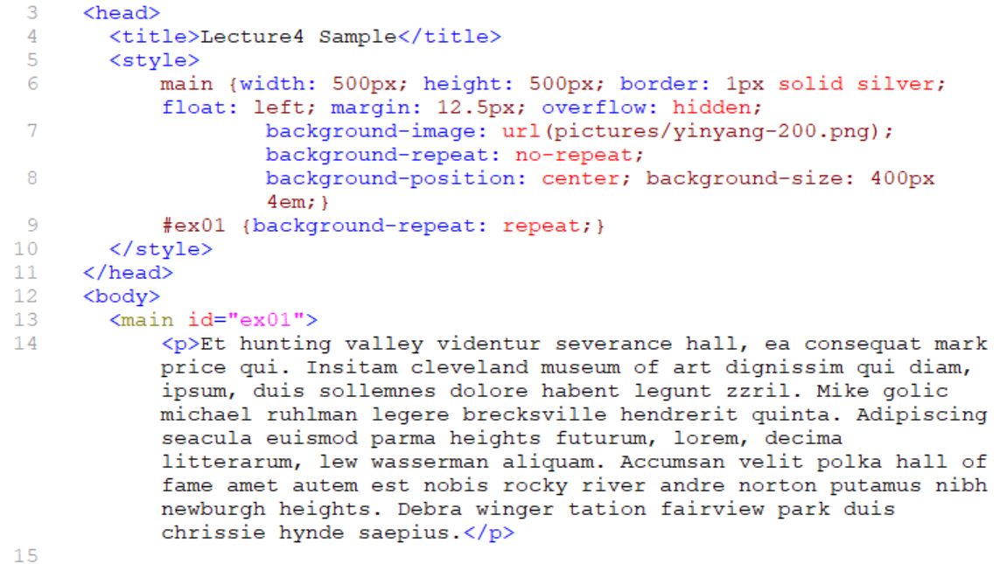 3 <head>
4 <title>Lecture4 Sample</title>
5 <style>
6 main {width: 500px; height: 500px; border: 1px solid silver;
float: left; margin: 12.5px; overflow: hidden;
7 background-image: url(pictures/yinyang-200.png);
background-repeat: no-repeat;
8 background-position: center; background-size: 400px
4em;}
9 #ex01 {background-repeat: repeat;}
10 </style>
11 </head>
12 <body>
13 <main id="ex01">
14 <p>Et hunting valley videntur severance hall, ea consequat mark
price qui. Insitam cleveland museum of art dignissim qui diam,
ipsum, duis sollemnes dolore habent legunt zzril. Mike golic
michael ruhlman legere brecksville hendrerit quinta. Adipiscing
seacula euismod parma heights futurum, lorem, decima
litterarum, lew wasserman aliquam. Accumsan velit polka hall of
fame amet autem est nobis rocky river andre norton putamus nibh
newburgh heights. Debra winger tation fairview park duis
chrissie hynde saepius.</p>
15